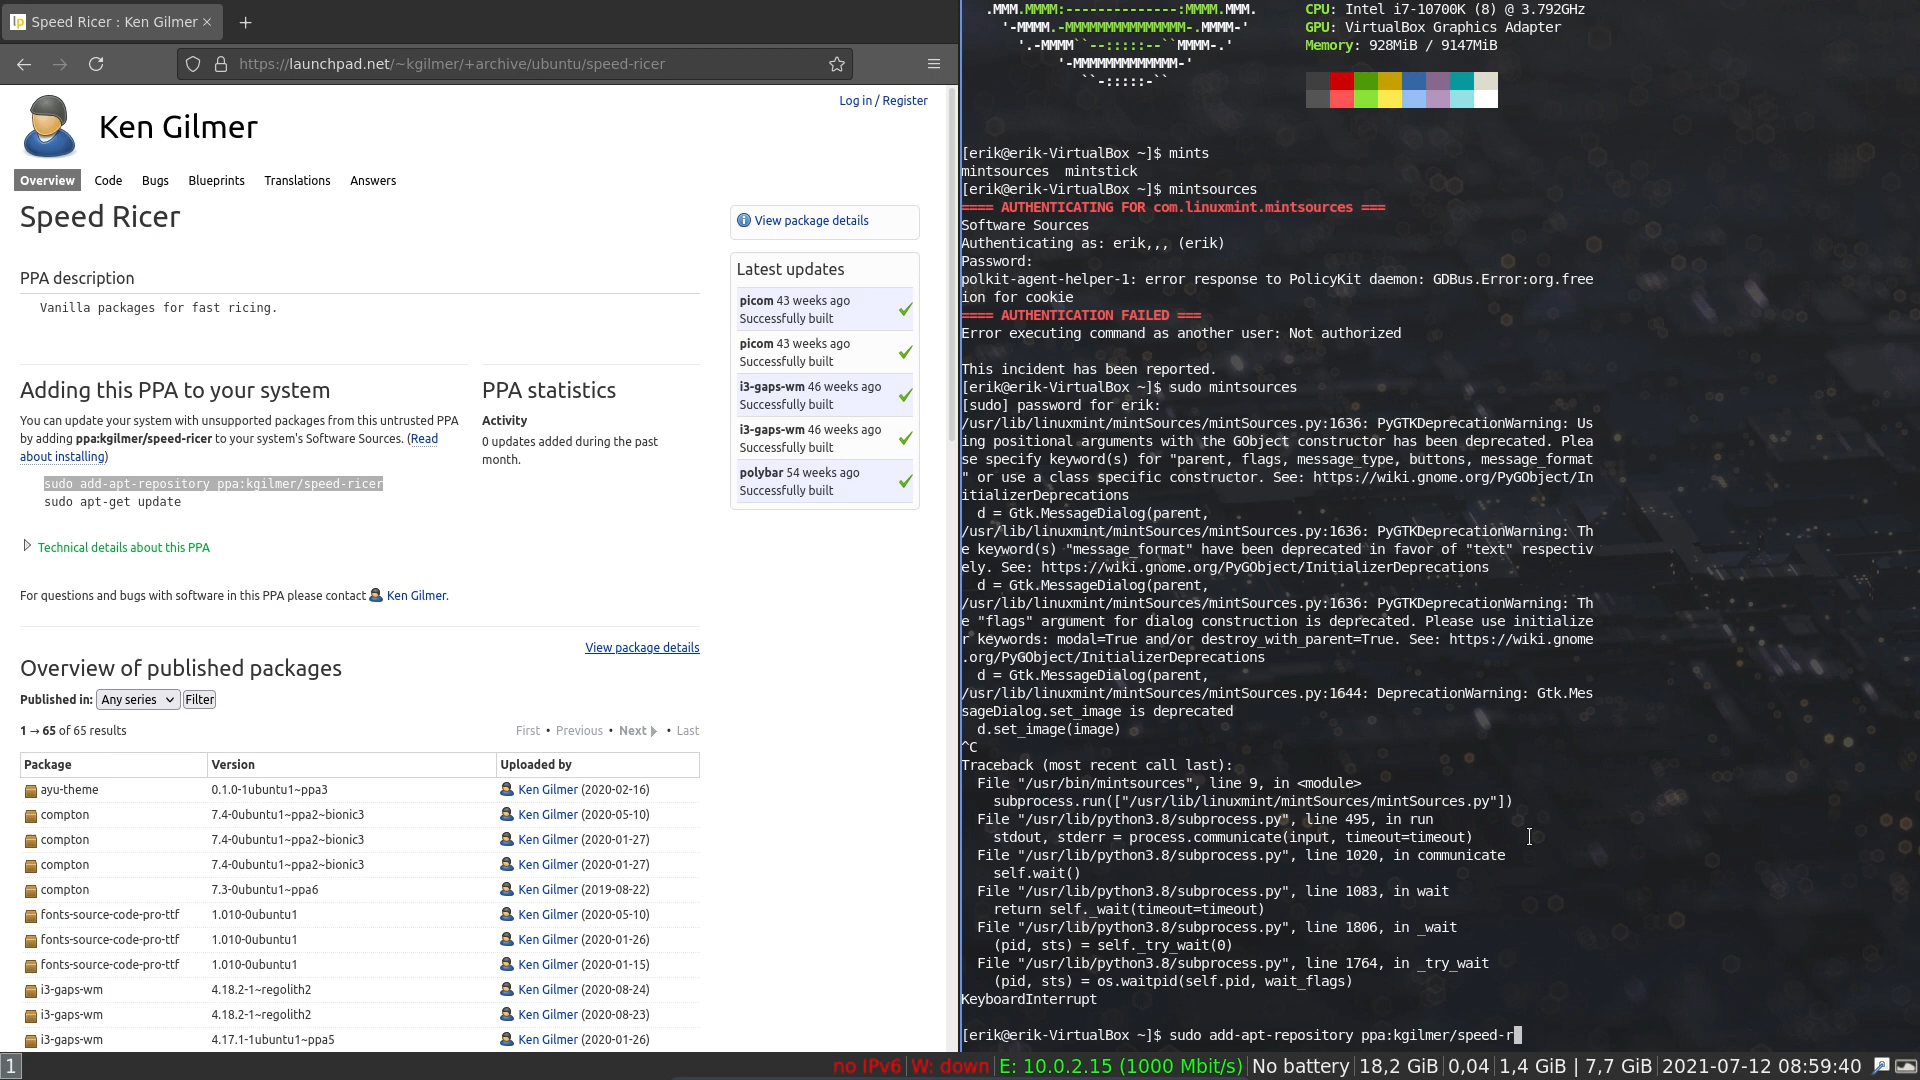 Speed Ricer : Ken Gilmer
https://launchpad.net/~kgilmer/+archive/ubuntu/speed-ricer
Log in / Register
Ken Gilmer
Overview Code Bugs Blueprints Translations Answers
Speed Ricer
View package details
PPA description
Vanilla packages for fast ricing.
Latest updates
picom 43 weeks ago
Successfully built
picom 43 weeks ago
Successfully built
i3-gaps-wm 46 weeks ago
Successfully built
i3-gaps-wm 46 weeks ago
Successfully built
polybar 54 weeks ago
Successfully built
Adding this PPA to your system
You can update your system with unsupported packages from this untrusted PPA
by adding ppa:kgilmer/speed-ricer to your system's Software Sources. (Read
about installing)
sudo add-apt-repository ppa:kgilmer/speed-ricer
sudo apt-get update
PPA statistics
Activity
0 updates added during the past
month.
Technical details about this PPA
For questions and bugs with software in this PPA please contact Ken Gilmer.
View package details
Overview of published packages
Published in: Any series Filter
1 → 65 of 65 results First • Previous • Next • Last
Package Version Uploaded by
ayu-theme 0.1.0-1ubuntu1~ppa3 Ken Gilmer (2020-02-16)
compton 7.4-0ubuntu1~ppa2~bionic3 Ken Gilmer (2020-05-10)
compton 7.4-0ubuntu1~ppa2~bionic3 Ken Gilmer (2020-01-27)
compton 7.4-0ubuntu1~ppa2~bionic3 Ken Gilmer (2020-01-27)
compton 7.3-0ubuntu1~ppa6 Ken Gilmer (2019-08-22)
fonts-source-code-pro-ttf 1.010-0ubuntu1 Ken Gilmer (2020-05-10)
fonts-source-code-pro-ttf 1.010-0ubuntu1 Ken Gilmer (2020-01-26)
fonts-source-code-pro-ttf 1.010-0ubuntu1 Ken Gilmer (2020-01-15)
i3-gaps-wm 4.18.2-1~regolith2 Ken Gilmer (2020-08-24)
i3-gaps-wm 4.18.2-1~regolith2 Ken Gilmer (2020-08-23)
i3-gaps-wm 4.17.1-1ubuntu1~ppa5 Ken Gilmer (2020-01-26)
.MMM.MMMM:--------------:MMMM.MMM. CPU: Intel i7-10700K (8) @ 3.792GHz
'-MMMM.-MMMMMMMMMMMMMMM-.MMMM-' GPU: VirtualBox Graphics Adapter
'.-MMMM``--:::::--``MMMM-.' Memory: 928MiB / 9147MiB
'-MMMMMMMMMMMMM-'
``-:::::-``
[erik@erik-VirtualBox ~]$ mints
mintsources  mintstick
[erik@erik-VirtualBox ~]$ mintsources
==== AUTHENTICATING FOR com.linuxmint.mintsources ===
Software Sources
Authenticating as: erik,,, (erik)
Password:
polkit-agent-helper-1: error response to PolicyKit daemon: GDBus.Error:org.free
ion for cookie
==== AUTHENTICATION FAILED ===
Error executing command as another user: Not authorized
This incident has been reported.
[erik@erik-VirtualBox ~]$ sudo mintsources
[sudo] password for erik:
/usr/lib/linuxmint/mintSources/mintSources.py:1636: PyGTKDeprecationWarning: Us
ing positional arguments with the GObject constructor has been deprecated. Plea
se specify keyword(s) for "parent, flags, message_type, buttons, message_format
" or use a class specific constructor. See: https://wiki.gnome.org/PyGObject/In
itializerDeprecations
d = Gtk.MessageDialog(parent,
/usr/lib/linuxmint/mintSources/mintSources.py:1636: PyGTKDeprecationWarning: Th
e keyword(s) "message_format" have been deprecated in favor of "text" respectiv
ely. See: https://wiki.gnome.org/PyGObject/InitializerDeprecations
d = Gtk.MessageDialog(parent,
/usr/lib/linuxmint/mintSources/mintSources.py:1636: PyGTKDeprecationWarning: Th
e "flags" argument for dialog construction is deprecated. Please use initialize
r keywords: modal=True and/or destroy_with_parent=True. See: https://wiki.gnome
.org/PyGObject/InitializerDeprecations
d = Gtk.MessageDialog(parent,
/usr/lib/linuxmint/mintSources/mintSources.py:1644: DeprecationWarning: Gtk.Mes
sageDialog.set_image is deprecated
d.set_image(image)
^C
Traceback (most recent call last):
File "/usr/bin/mintsources", line 9, in <module>
subprocess.run(["/usr/lib/linuxmint/mintSources/mintSources.py"])
File "/usr/lib/python3.8/subprocess.py", line 495, in run
stdout, stderr = process.communicate(input, timeout=timeout)
File "/usr/lib/python3.8/subprocess.py", line 1020, in communicate
self.wait()
File "/usr/lib/python3.8/subprocess.py", line 1083, in wait
return self._wait(timeout=timeout)
File "/usr/lib/python3.8/subprocess.py", line 1806, in _wait
(pid, sts) = self._try_wait(0)
File "/usr/lib/python3.8/subprocess.py", line 1764, in _try_wait
(pid, sts) = os.waitpid(self.pid, wait_flags)
KeyboardInterrupt
[erik@erik-VirtualBox ~]$ sudo add-apt-repository ppa:kgilmer/speed-r
1 no IPv6|W: down|E: 10.0.2.15 (1000 Mbit/s)|No battery|18,2 GiB|0,04|1,4 GiB | 7,7 GiB|2021-07-12 08:59:40